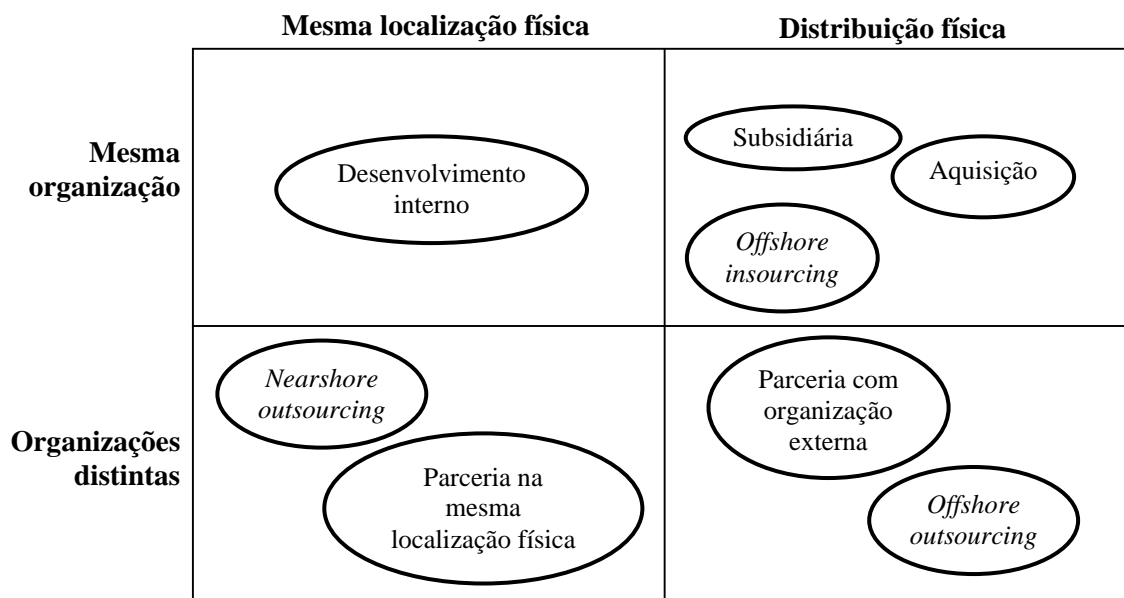 Mesma localização física
Distribuição física
Mesma
organização
Desenvolvimento
interno
Subsidiária
Aquisição
Offshore
insourcing
Organizações
distintas
Nearshore
outsourcing
Parceria na
mesma
localização física
Parceria com
organização
externa
Offshore
outsourcing